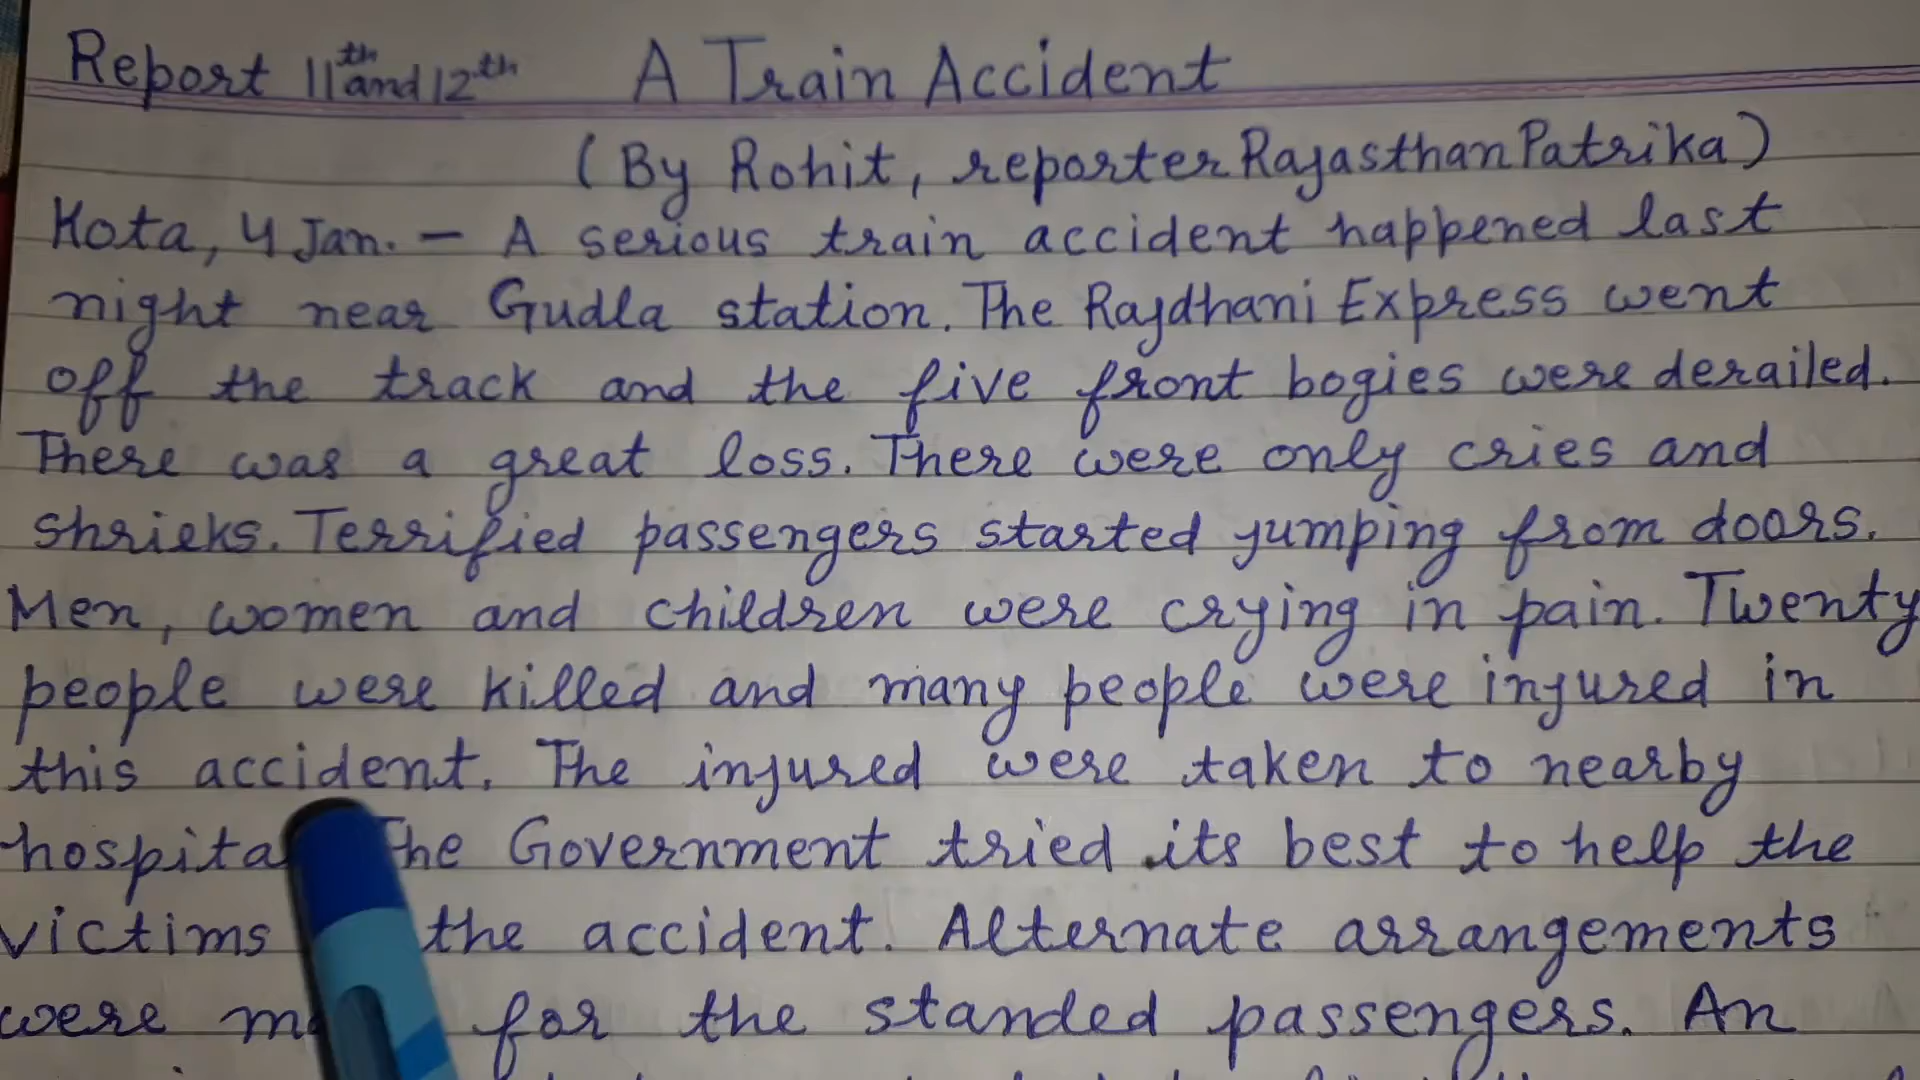 Report 11th and 12th A Train Accident
(By Rohit, reporter Rajasthan Patrika)
Kota, 4 Jan. - A serious train accident happened last
night near Gudla station. The Rajdhani Express went
off the track and the five front bogies were derailed.
There was a great loss. There were only cries and
shrieks. Terrified passengers started jumping from doors.
Men, women and children were crying in pain. Twenty
people were killed and many people were injured in
this accident. The injured were taken to nearby
The Government tried its best to help the
victims the accident. Alternate arrangements
were for the standed passengers. An